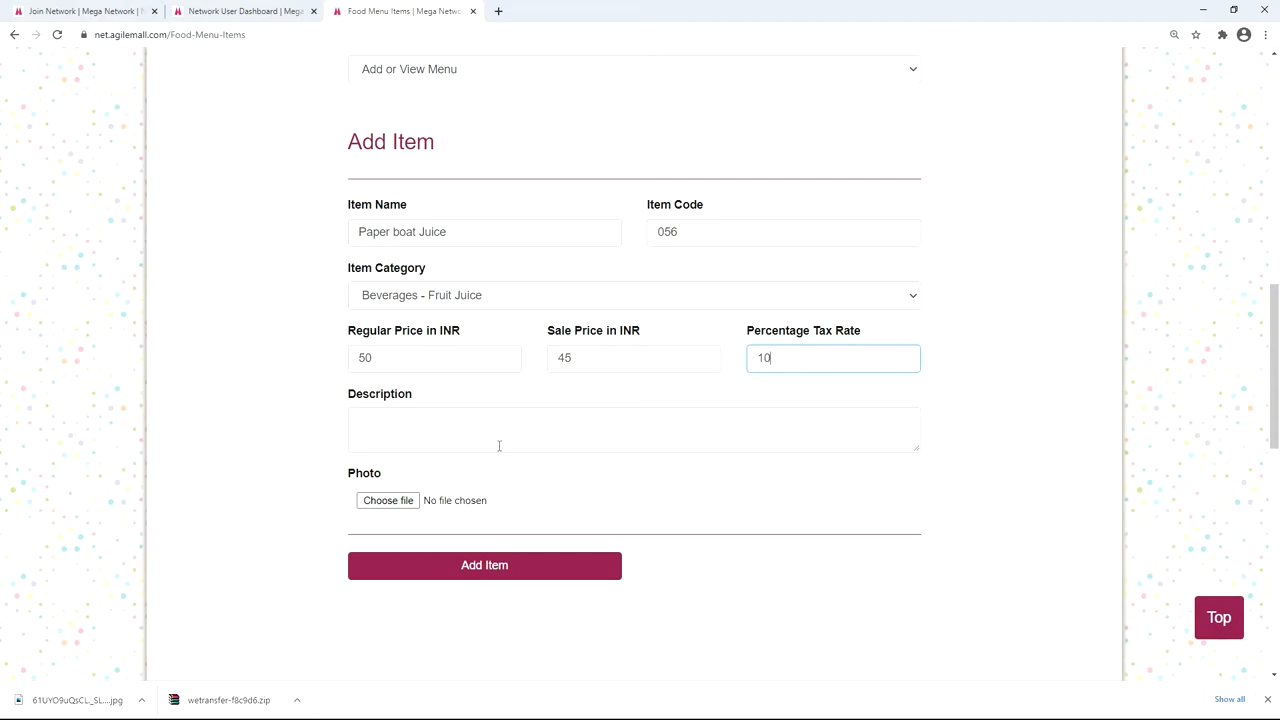 Join Network | Mega Network | N
Network User Dashboard | Mega
Food Menu Items | Mega Netwo
net.agilemall.com/Food-Menu-Items
Add or View Menu
Add Item
Item Name
Item Code
Paper boat Juice
056
Item Category
Beverages - Fruit Juice
Regular Price in INR
Sale Price in INR
Percentage Tax Rate
50
45
10
Description
Photo
Choose file No file chosen
Add Item
Top
61UYO9uQsCL._SL....jpg
wetransfer-f8c9d6.zip
Show all